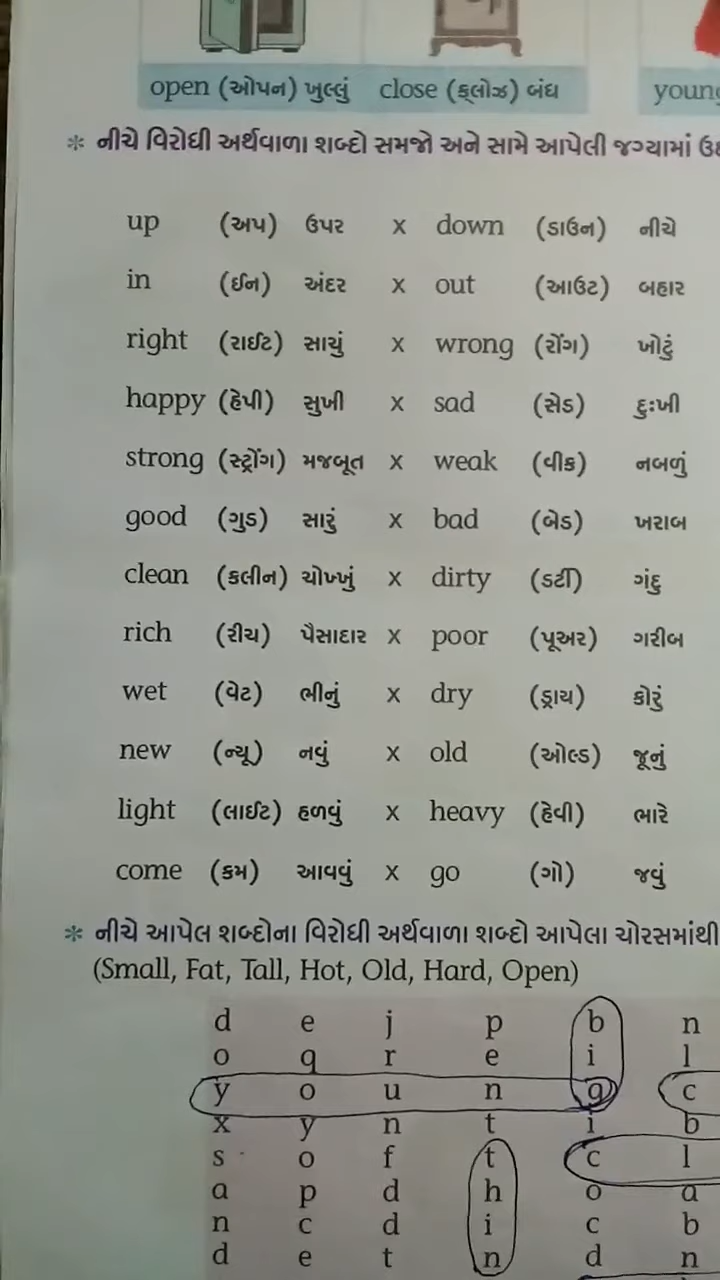 open (ઓપન) ખુલ્લું close (ક્લોઝ) બંધ
* નીચે વિરોધી અર્થવાળા શબ્દો સમજો અને સામે આપેલી જગ્યામાં
up (અપ) ઉપર x down (ડાઉન) નીચે
in (ઈન) અંદર x out (આઉટ) બહાર
right (રાઈટ) સાચું x wrong (રોંગ) ખોટું
happy (હેપી) સુખી x sad (સેડ) દુઃખી
strong (સ્ટ્રોંગ) મજબૂત x weak (વીક) નબળું
good (ગુડ) સારું x bad (બેડ) ખરાબ
clean (કલીન) ચોખ્ખું x dirty (ડર્ટી) ગંદુ
rich (રીચ) પૈસાદાર x poor (પૂઅર) ગરીબ
wet (વેટ) ભીનું x dry (ડ્રાય) કોરું
new (ન્યૂ) નવું x old (ઓલ્ડ) જૂનું
light (લાઈટ) હળવું x heavy (હેવી) ભારે
come (કમ) આવવું x go (ગો) જવું
* નીચે આપેલ શબ્દોના વિરોધી અર્થવાળા શબ્દો આપેલા ચોરસમાંથી
(Small, Fat, Tall, Hot, Old, Hard, Open)
d e j p b n
o q r e i l
y o u n g c
x y n t i b
s o f t c l
a p d h o a
n c d i c b
d e t n d n